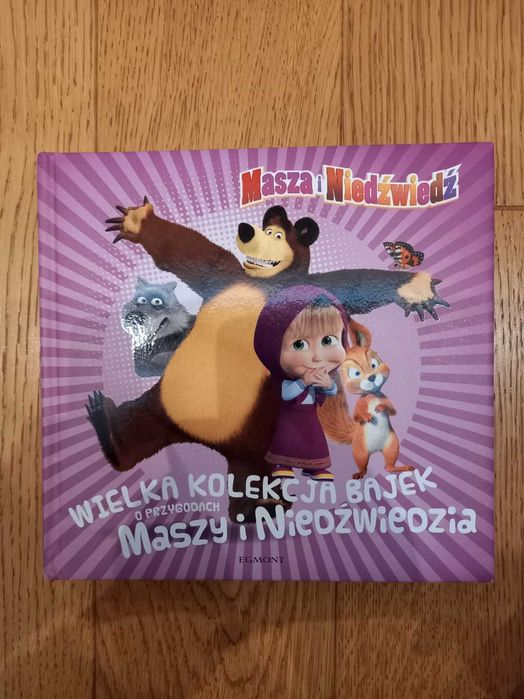 Masza i Niedźwiedź
WIELKA KOLEKCJA BAJEK
O PRZYGODACH
MASZY i NIEDŹWIEDZIA
EGMONT